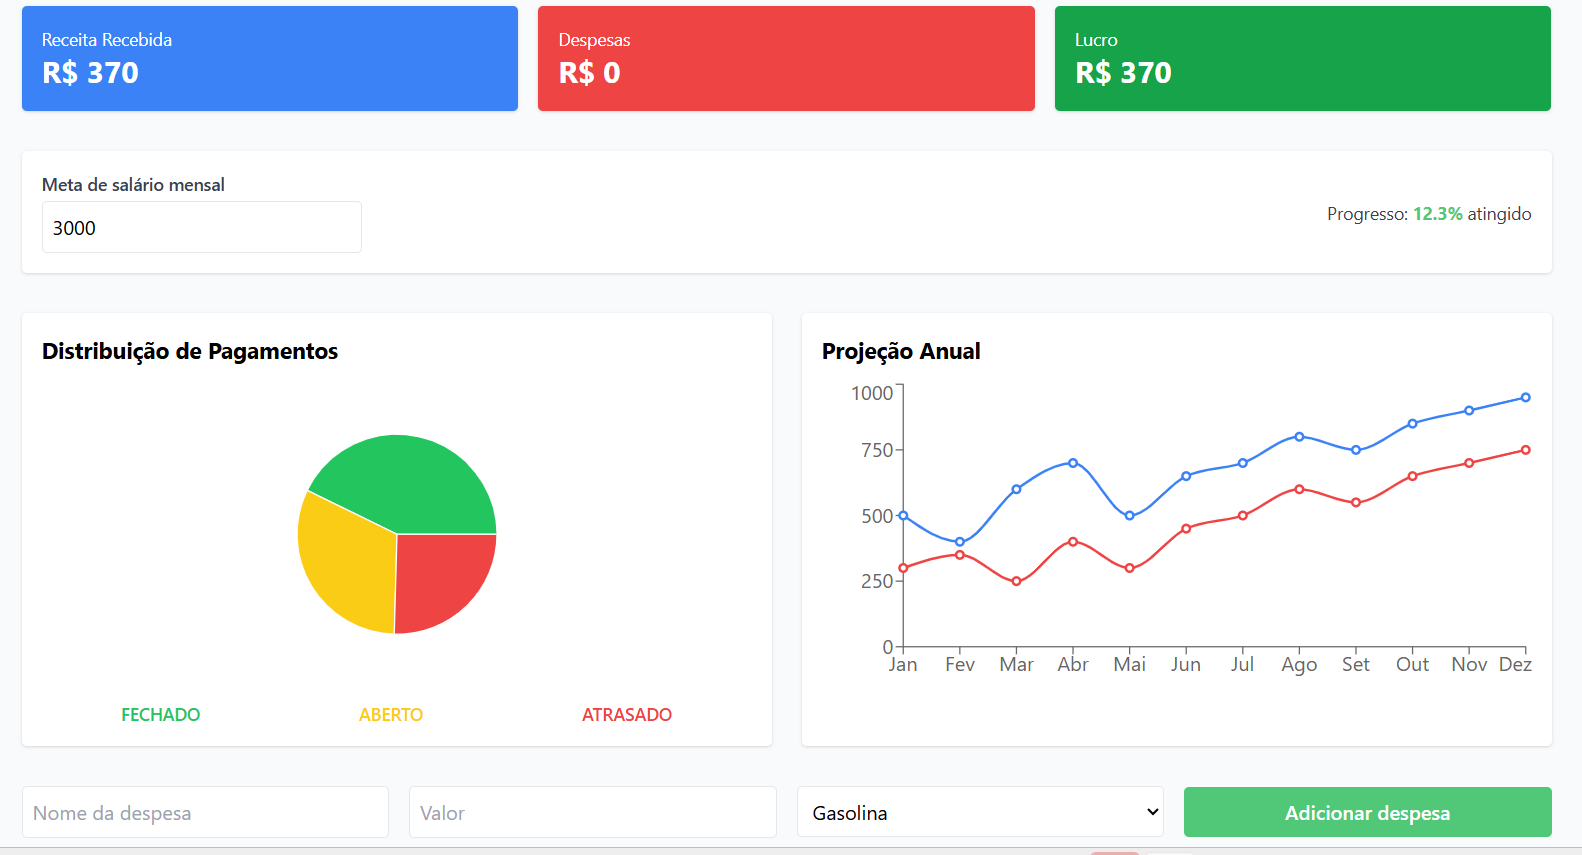 Receita Recebida
R$ 370
Despesas
R$ 0
Lucro
R$ 370
Meta de salário mensal
3000
Progresso: 12.3% atingido
Distribuição de Pagamentos
FECHADO
ABERTO
ATRASADO
Projeção Anual
1000
750
500
250
0
Jan Fev Mar Abr Mai Jun Jul Ago Set Out Nov Dez
Nome da despesa
Valor
Gasolina
Adicionar despesa